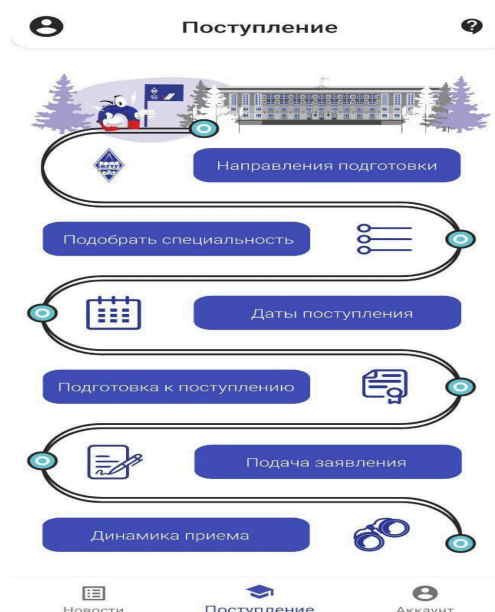 Поступление
Направления подготовки
Подобрать специальность
Даты поступления
Подготовка к поступлению
Подача заявления
Динамика приема
Новости
Поступление
Аккаунт